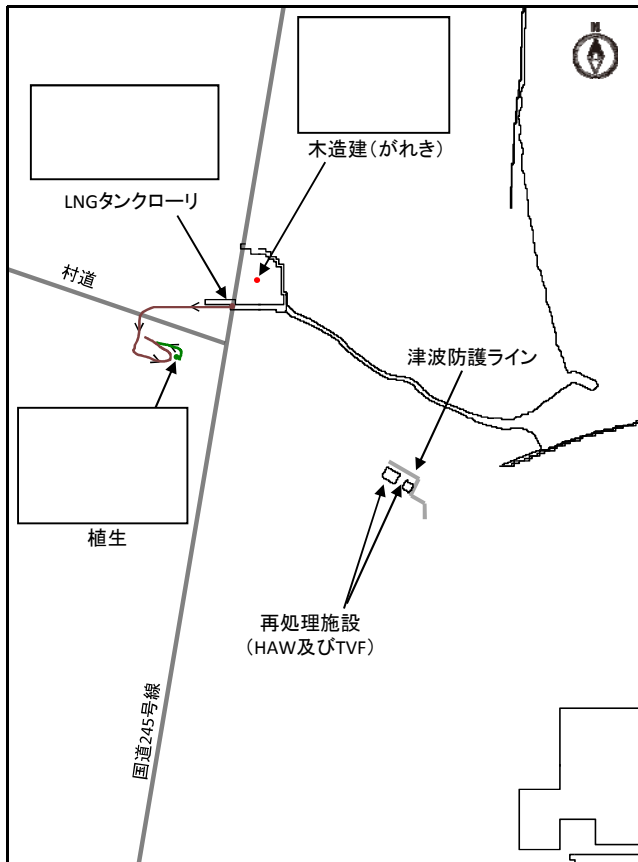 N
木造建(がれき)
LNGタンクローリ
村道
津波防護ライン
植生
再処理施設
(HAW及びTVF)
国道245号線